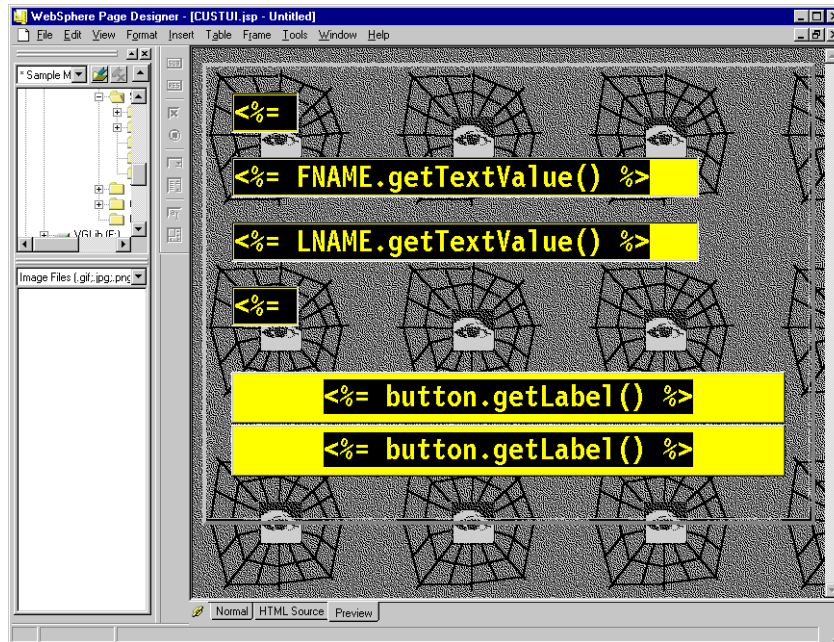 WebSphere Page Designer - [CUSTUI.jsp - Untitled]
File Edit View Format Insert Table Frame Tools Window Help
* Sample M
VGLib (F:)
Image Files (.gif;.jpg;.png
<%=
<%= FNAME.getTextValue() %>
<%= LNAME.getTextValue() %>
<%=
<%= button.getLabel() %>
<%= button.getLabel() %>
Normal HTML Source Preview